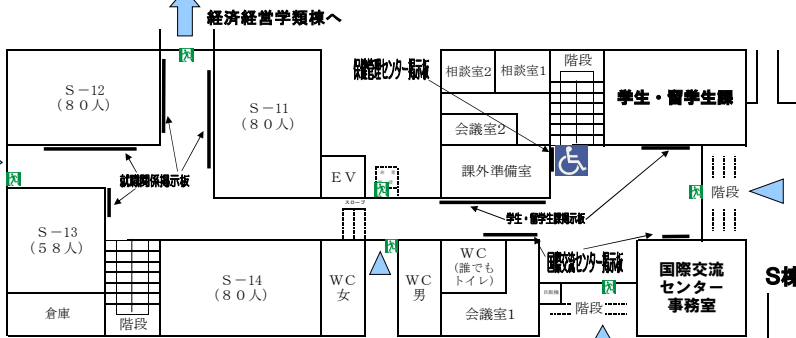 経済経営学類棟へ
保健管理センター掲示板
相談室2
相談室1
階段
S-12
(80人)
S-11
(80人)
学生・留学生課
会議室2
課外準備室
EV
就職関係掲示板
階段
スロープ
学生・留学生課掲示板
S-13
(58人)
S-14
(80人)
WC
女
WC
男
WC
(誰でも
トイレ)
国際交流センター掲示板
国際交流
センター
事務室
S棟
倉庫
階段
会議室1
階段